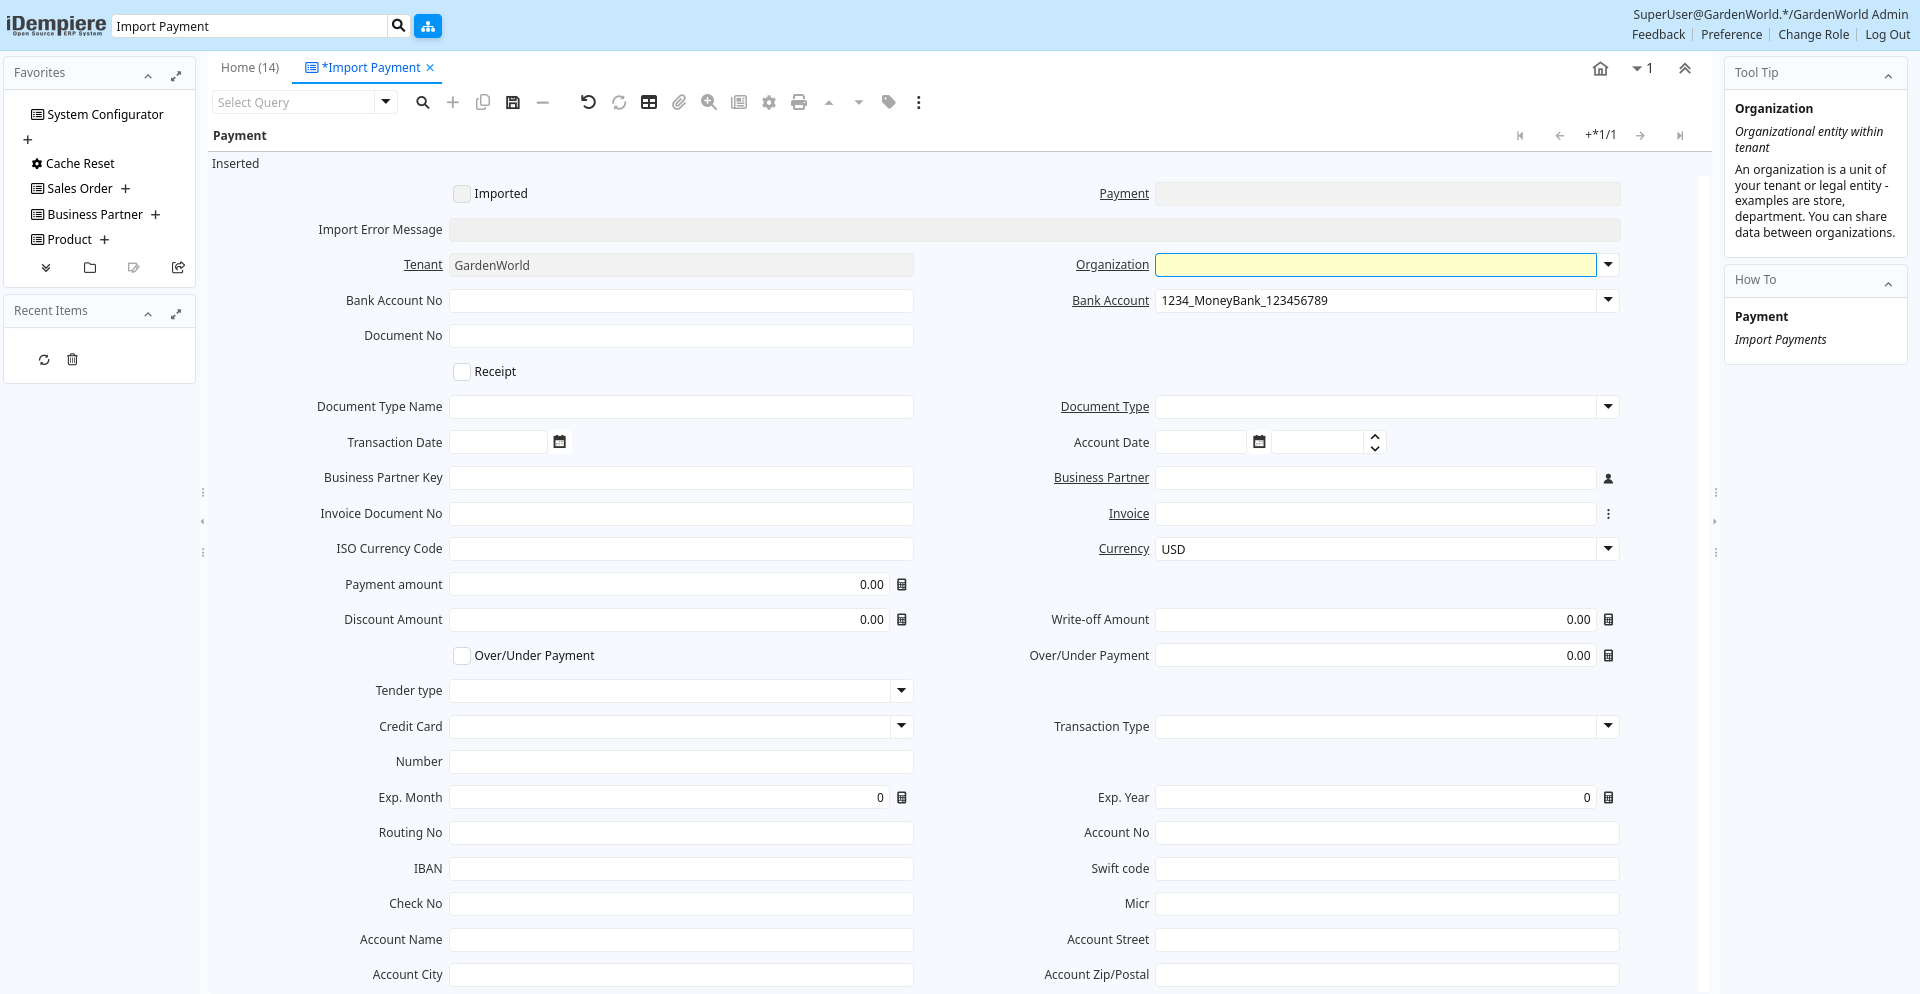 iDempiere
Open Source ERP System
Import Payment
SuperUser@GardenWorld.*/GardenWorld Admin
Feedback
Preference
Change Role
Log Out
Favorites
System Configurator
Cache Reset
Sales Order
Business Partner
Product
Recent Items
Home (14)
*Import Payment
1
Select Query
Payment
+*1/1
Inserted
Imported
Payment
Import Error Message
Tenant GardenWorld
Organization
Bank Account No
Bank Account 1234_MoneyBank_123456789
Document No
Receipt
Document Type Name
Document Type
Transaction Date
Account Date
Business Partner Key
Business Partner
Invoice Document No
Invoice
ISO Currency Code
Currency USD
Payment amount 0.00
Discount Amount 0.00
Write-off Amount 0.00
Over/Under Payment
Over/Under Payment 0.00
Tender type
Credit Card
Transaction Type
Number
Exp. Month 0
Exp. Year 0
Routing No
Account No
IBAN
Swift code
Check No
Micr
Account Name
Account Street
Account City
Account Zip/Postal
Tool Tip
Organization
Organizational entity within
tenant
An organization is a unit of
your tenant or legal entity -
examples are store,
department. You can share
data between organizations.
How To
Payment
Import Payments